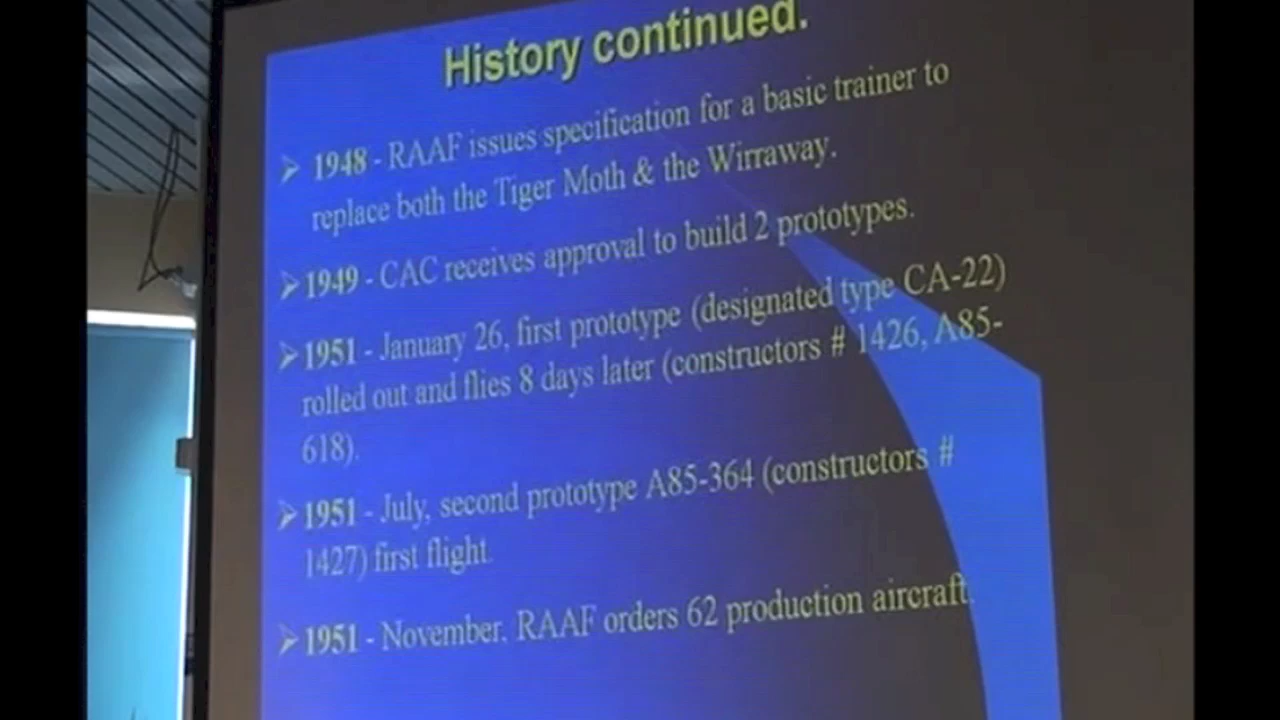 History continued.
➢ 1948 - RAAF issues specification for a basic trainer to
replace both the Tiger Moth & the Wirraway.
➢ 1949 - CAC receives approval to build 2 prototypes.
➢ 1951 - January 26, first prototype (designated type CA-22)
rolled out and flies 8 days later (constructors # 1426, A85-
618).
➢ 1951 - July, second prototype A85-364 (constructors #
1427) first flight.
➢ 1951 - November, RAAF orders 62 production aircraft.